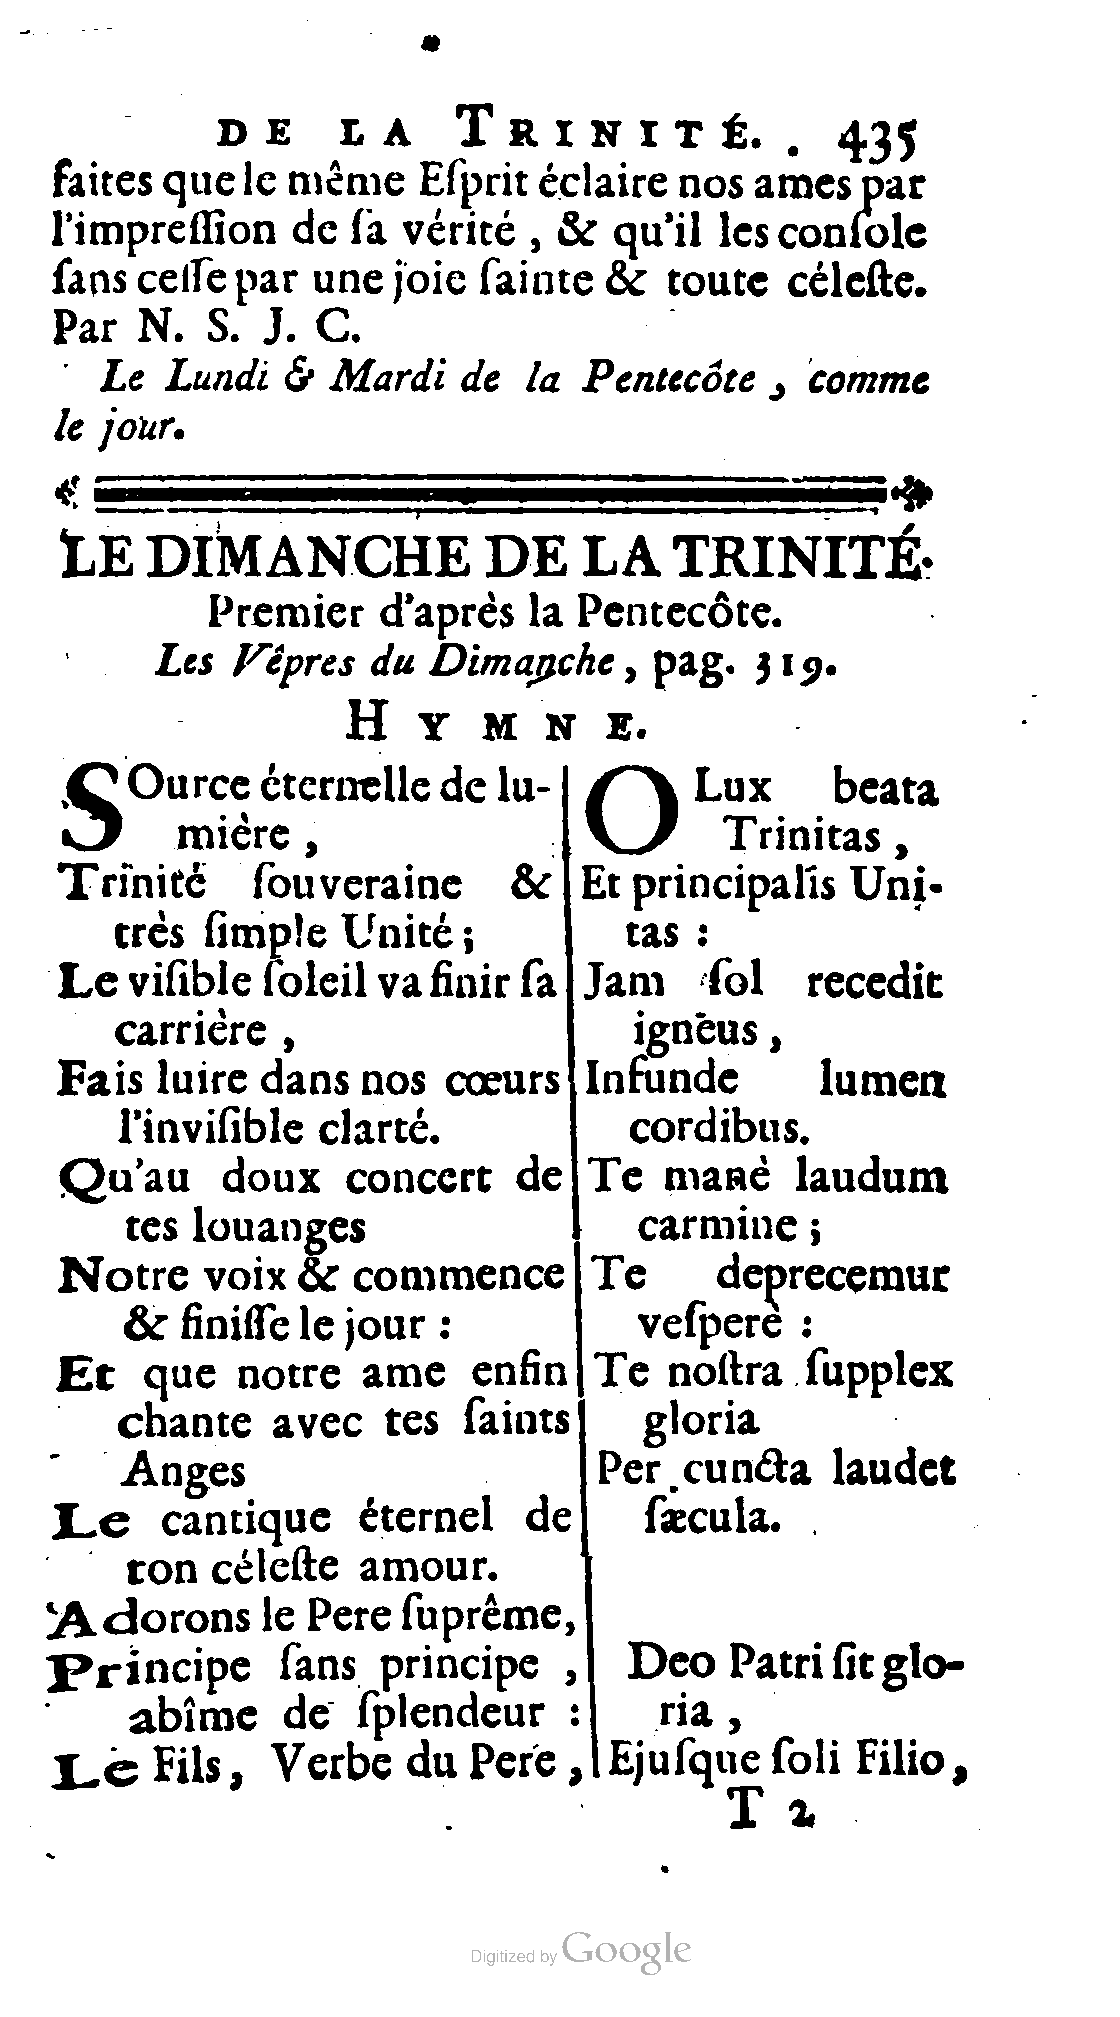 DE LA TRINITÉ. 435
faites que le même Eſprit éclaire nos ames par
l'impreſſion de ſa vérité, & qu'il les conſole
ſans ceſſe par une joie ſainte & toute céleſte.
Par N. S. J. C.
Le Lundi & Mardi de la Pentecôte, comme
le jour.
LE DIMANCHE DE LA TRINITÉ.
Premier d'après la Pentecôte.
Les Vêpres du Dimanche, pag. 319.
HYMNE.
SOurce éternelle de lu-
mière,
Trinité ſouveraine &
très ſimple Unité;
Le viſible ſoleil va finir ſa
carrière,
Fais luire dans nos cœurs
l'inviſible clarté.
Qu'au doux concert de
tes louanges
Notre voix & commence
& finiſſe le jour:
Et que notre ame enfin
chante avec tes ſaints
Anges
Le cantique éternel de
ton céleſte amour.
Adorons le Pere ſuprême,
Principe ſans principe,
abîme de ſplendeur:
Le Fils, Verbe du Pere,
O Lux beata
Trinitas,
Et principalis Uni-
tas:
Jam ſol recedit
igneus,
Infunde lumen
cordibus.
Te manè laudum
carmine;
Te deprecemur
veſperè:
Te noſtra ſupplex
gloria
Per cuncta laudet
ſæcula.
Deo Patri ſit glo-
ria,
Ejuſque ſoli Filio,
T 2
Digitized by Google